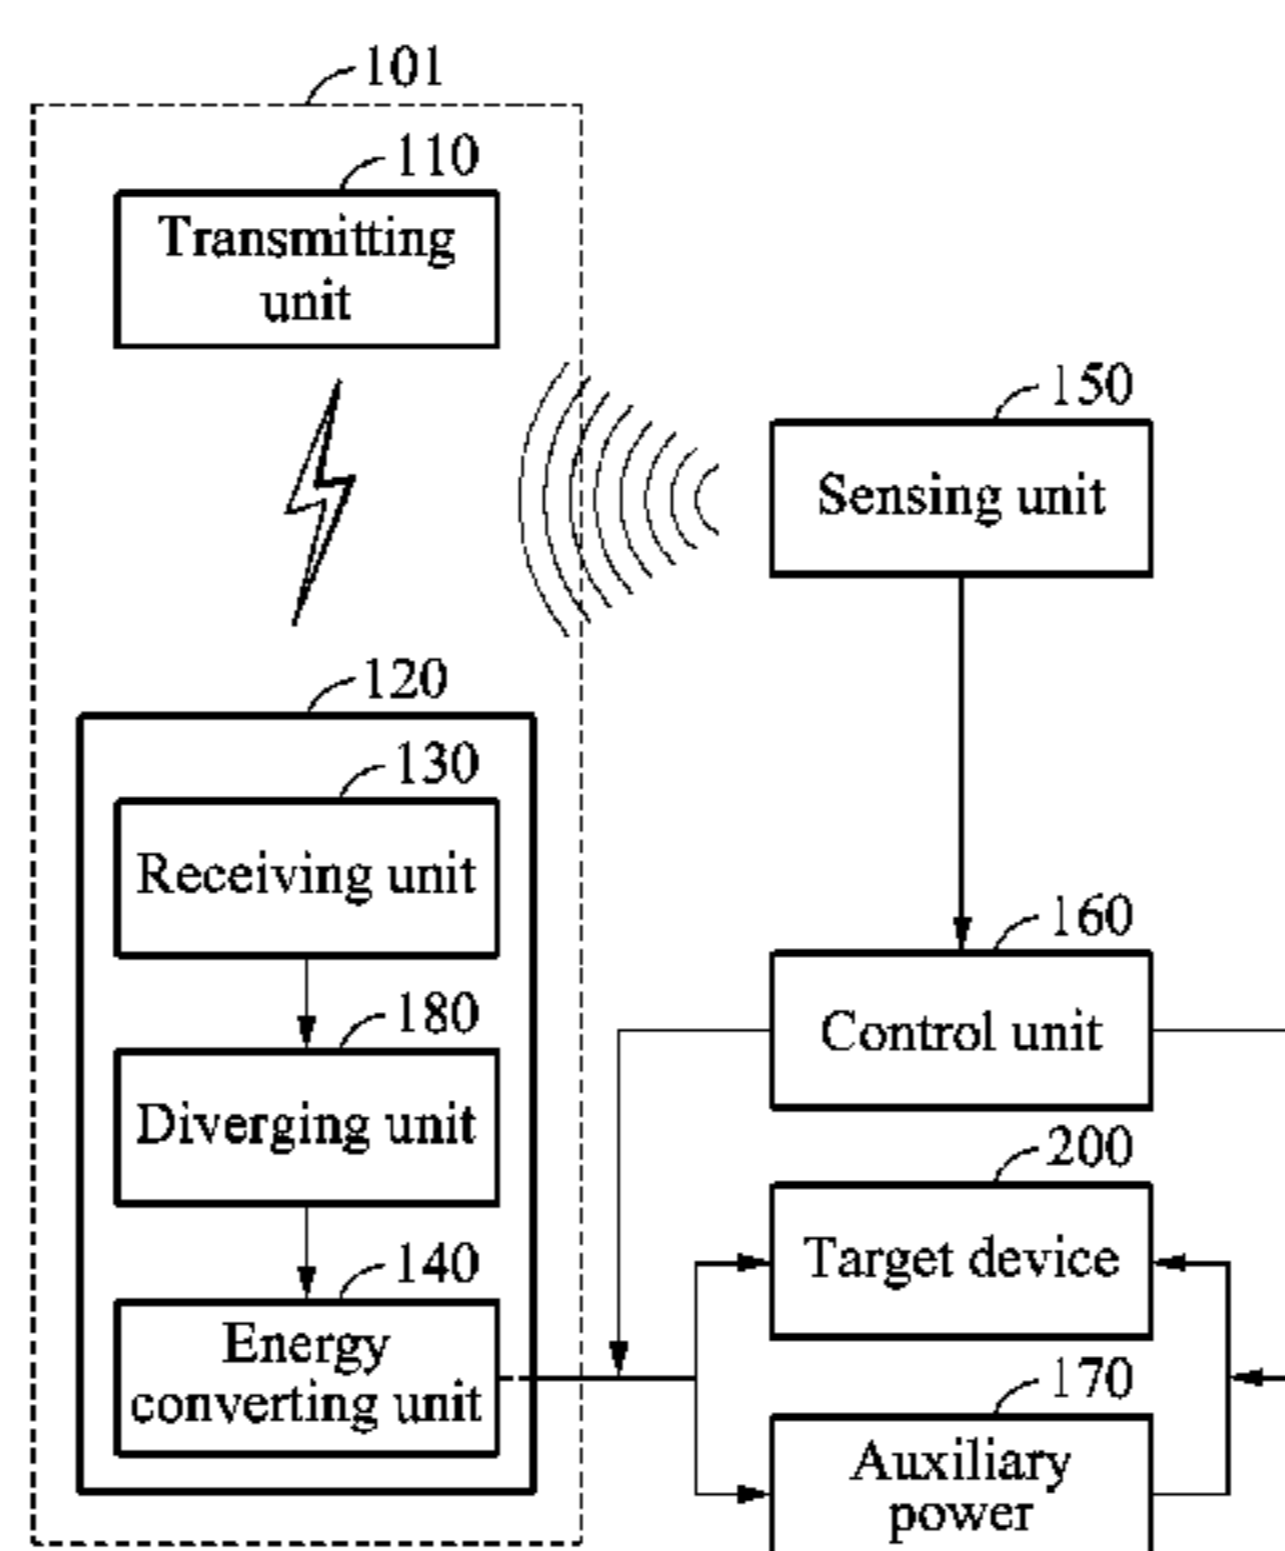 101
110
Transmitting
unit
150
Sensing unit
120
130
Receiving unit
160
Control unit
180
Diverging unit
200
Target device
140
Energy
converting unit
170
Auxiliary
power